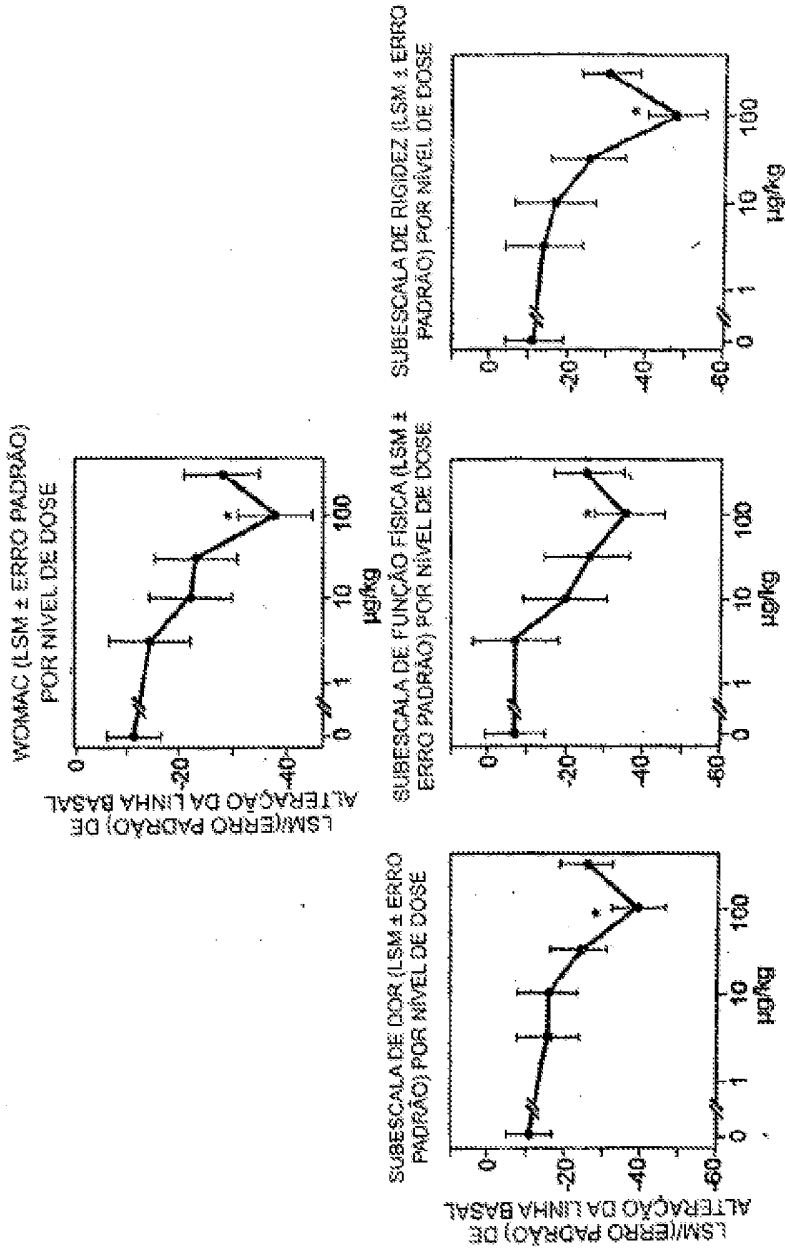 WOMAC (LSM ± ERRO PADRÃO)
POR NÍVEL DE DOSE
LSM/(ERRO PADRÃO) DE
ALTERAÇÃO DA LINHA BASAL
0
-20
-40
0
1
10
100
µg/kg
SUBESCALA DE DOR (LSM ± ERRO
PADRÃO) POR NÍVEL DE DOSE
LSM/(ERRO PADRÃO) DE
ALTERAÇÃO DA LINHA BASAL
-0
-20
-40
-60
0
1
10
100
µg/kg
*
SUBESCALA DE FUNÇÃO FÍSICA (LSM ±
ERRO PADRÃO) POR NÍVEL DE DOSE
-0
-20
-40
-60
0
1
10
100
µg/kg
*
SUBESCALA DE RIGIDEZ (LSM ± ERRO
PADRÃO) POR NÍVEL DE DOSE
-0
-20
-40
-60
0
1
10
100
µg/kg
*